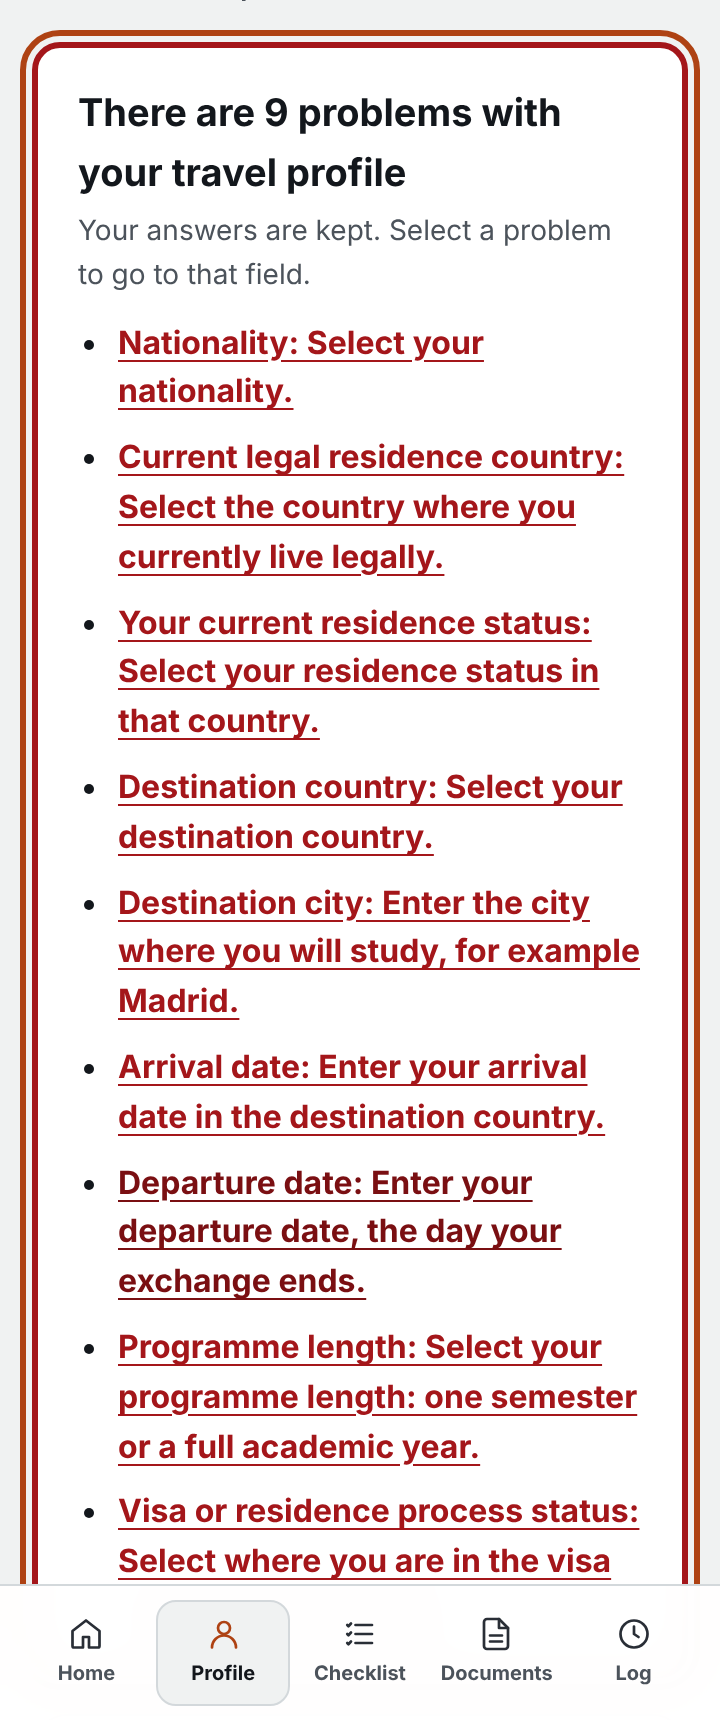 There are 9 problems with
your travel profile
Your answers are kept. Select a problem
to go to that field.
Nationality: Select your
nationality.
Current legal residence country:
Select the country where you
currently live legally.
Your current residence status:
Select your residence status in
that country.
Destination country: Select your
destination country.
Destination city: Enter the city
where you will study, for example
Madrid.
Arrival date: Enter your arrival
date in the destination country.
Departure date: Enter your
departure date, the day your
exchange ends.
Programme length: Select your
programme length: one semester
or a full academic year.
Visa or residence process status:
Select where you are in the visa
Home
Profile
Checklist
Documents
Log